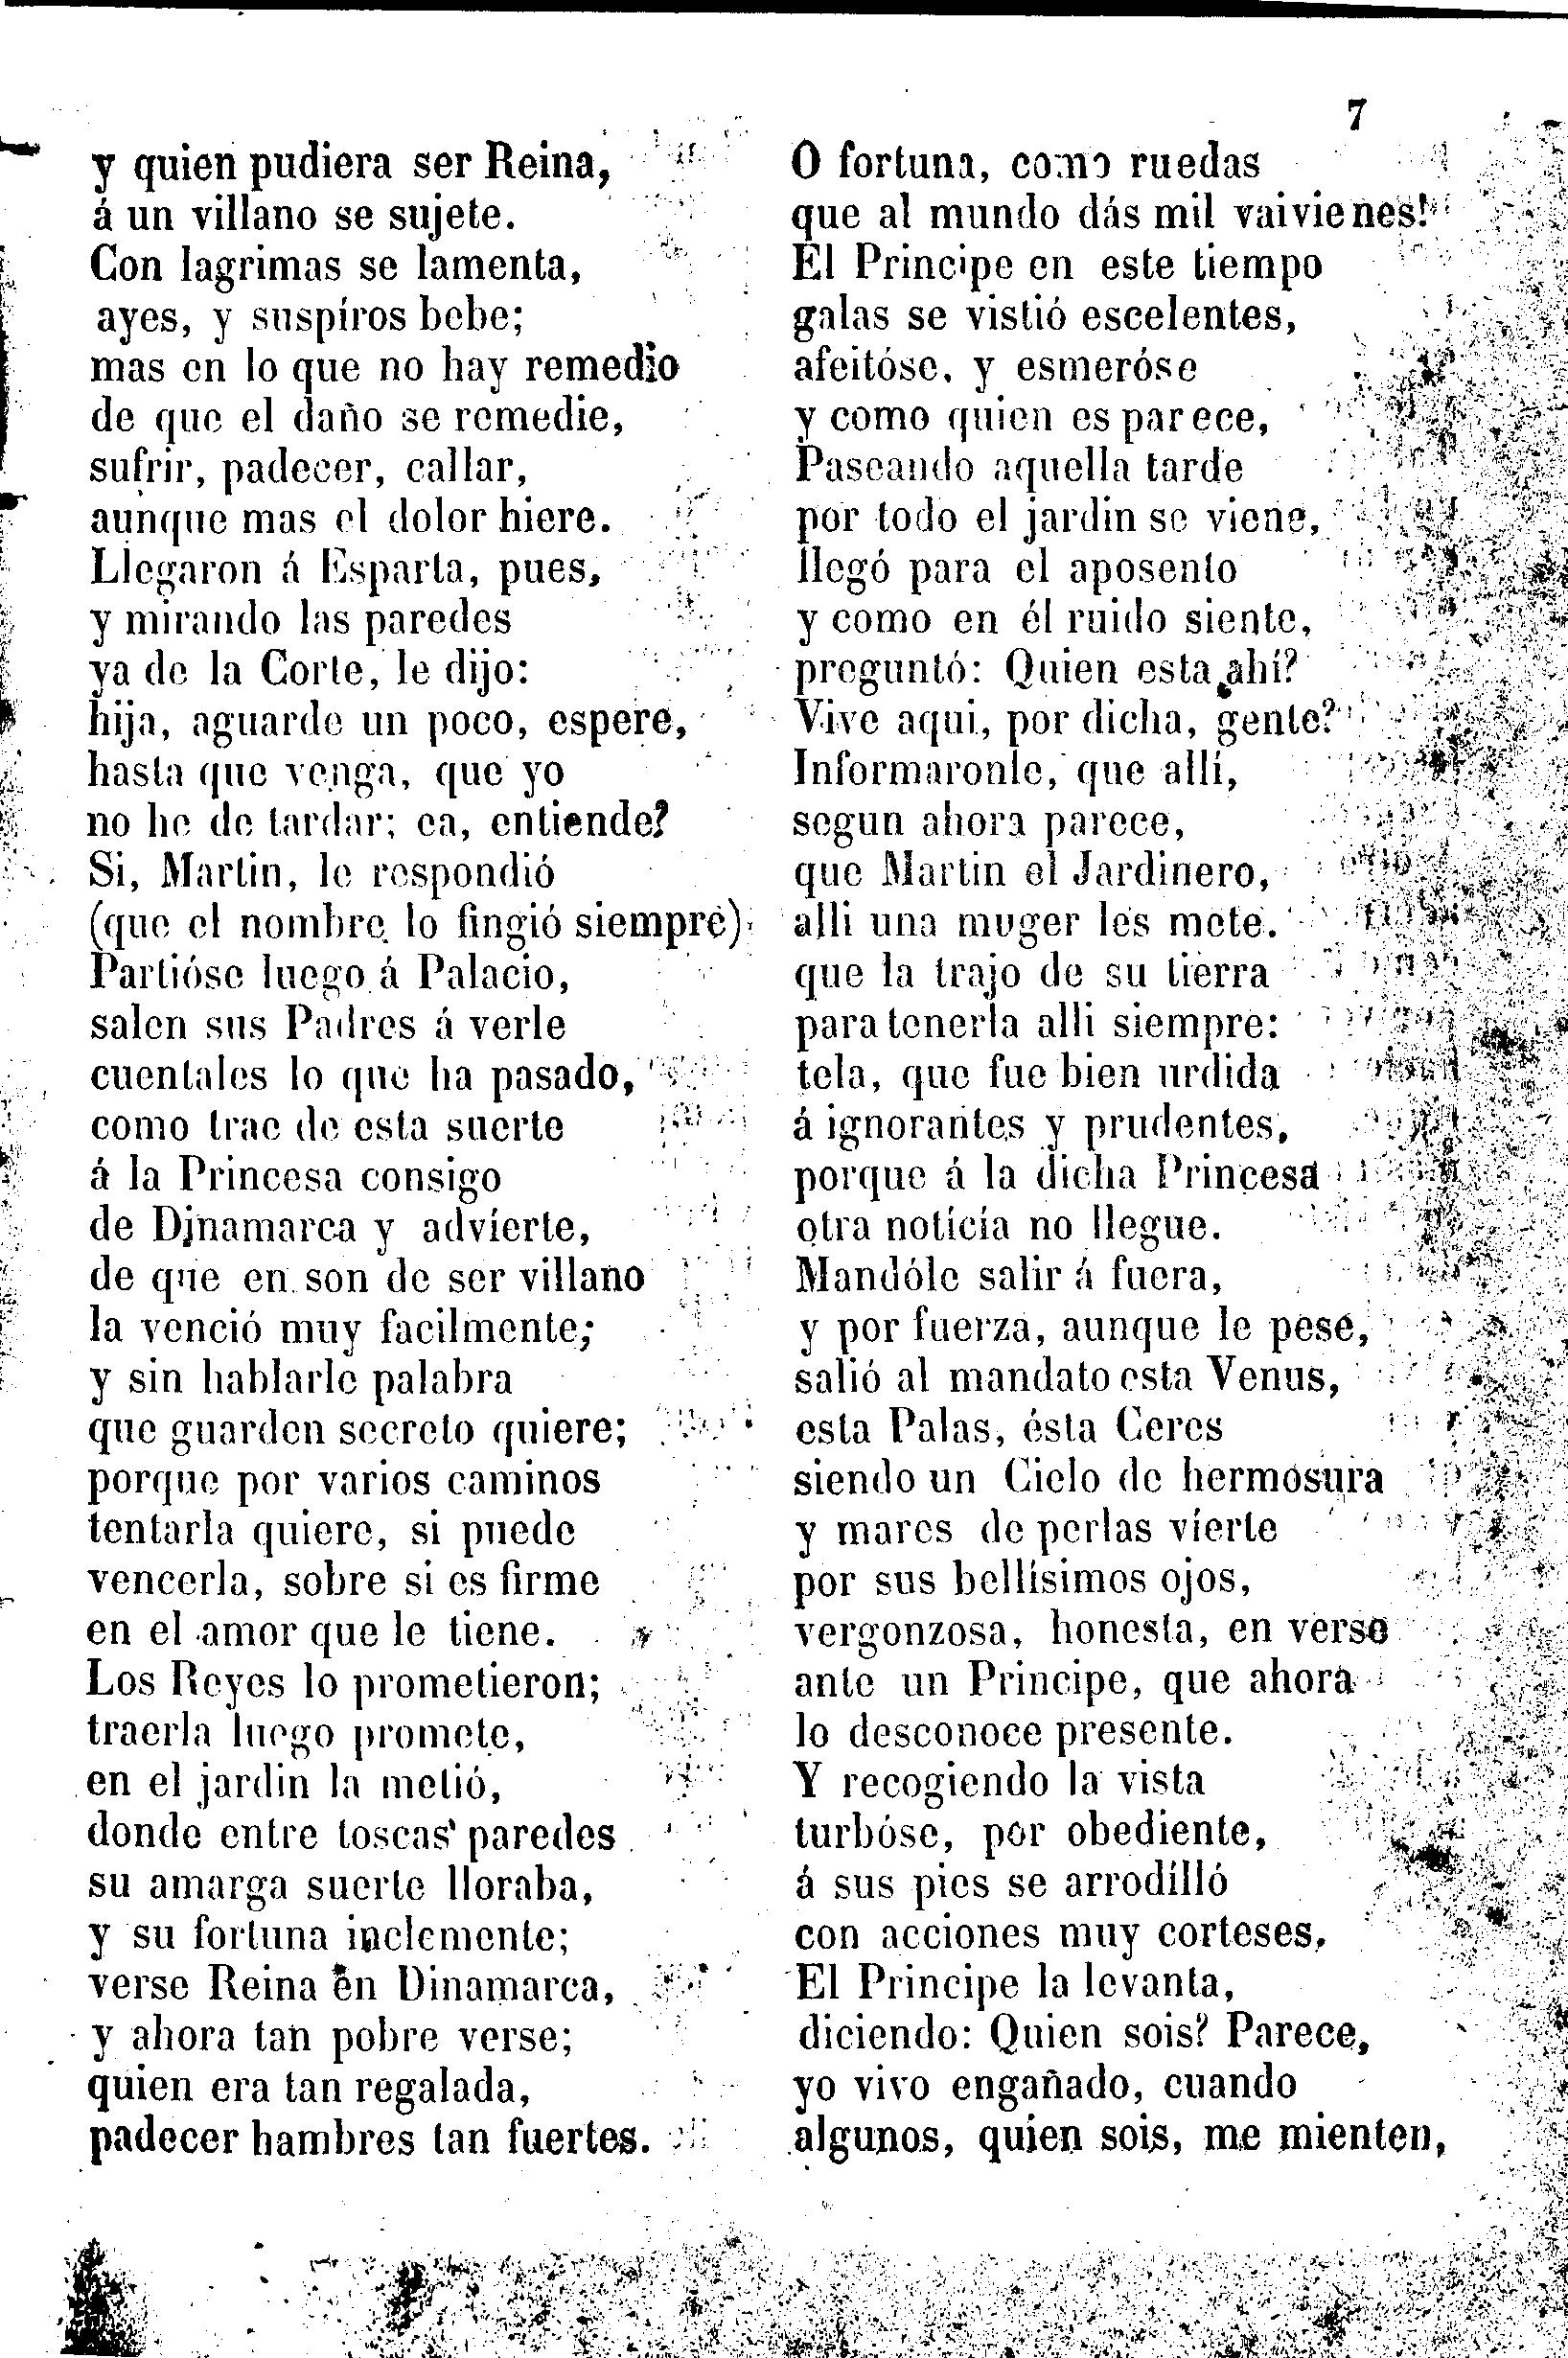 7
y quien pudiera ser Reina,
á un villano se sujete.
Con lagrimas se lamenta,
ayes, y suspíros bebe;
mas en lo que no hay remedio
de que el daño se remedie,
sufrir, padecer, callar,
aunque mas el dolor hiere.
Llegaron á Esparta, pues,
y mirando las paredes
ya de la Corte, le dijo:
hija, aguarde un poco, espere,
hasta que venga, que yo
no he de tardar; ea, entiende?
Si, Martin, le respondió
(que el nombre lo fingió siempre)
Partióse luego á Palacio,
salen sus Padres á verle
cuentales lo que ha pasado,
como trae de esta suerte
á la Princesa consigo
de Dinamarca y advíerte,
de que en son de ser villano
la venció muy facilmente;
y sin hablarle palabra
que guarden secreto quiere;
porque por varios caminos
tentarla quiere, si puede
vencerla, sobre si es firme
en el amor que le tiene.
Los Reyes lo prometieron;
traerla luego promete,
en el jardin la metió,
donde entre toscas paredes
su amarga suerte lloraba,
y su fortuna inclemente;
verse Reina en Dinamarca,
y ahora tan pobre verse;
quien era tan regalada,
padecer hambres tan fuertes.
O fortuna, como ruedas
que al mundo dás mil vaivienes!
El Principe en este tiempo
galas se vistió escelentes,
afeitóse, y esmeróse
y como quien es parece,
Paseando aquella tarde
por todo el jardin se viene,
llegó para el aposento
y como en él ruido siente,
preguntó: Quien esta ahí?
Vive aqui, por dicha, gente?
Informaronle, que allí,
segun ahora parece,
que Martin el Jardinero,
alli una muger les mete.
que la trajo de su tierra
para tenerla alli siempre:
tela, que fue bien urdida
á ignorantes y prudentes,
porque á la dicha Princesa
otra notícía no llegue.
Mandóle salir á fuera,
y por fuerza, aunque le pese,
salió al mandato esta Venus,
esta Palas, ésta Ceres
siendo un Cielo de hermosura
y mares de perlas víerte
por sus bellísimos ojos,
vergonzosa, honesta, en verse
ante un Principe, que ahora
lo desconoce presente.
Y recogiendo la vista
turbóse, por obediente,
á sus pies se arrodílló
con acciones muy corteses,
El Principe la levanta,
diciendo: Quien sois? Parece,
yo vivo engañado, cuando
algunos, quien sois, me mienten,